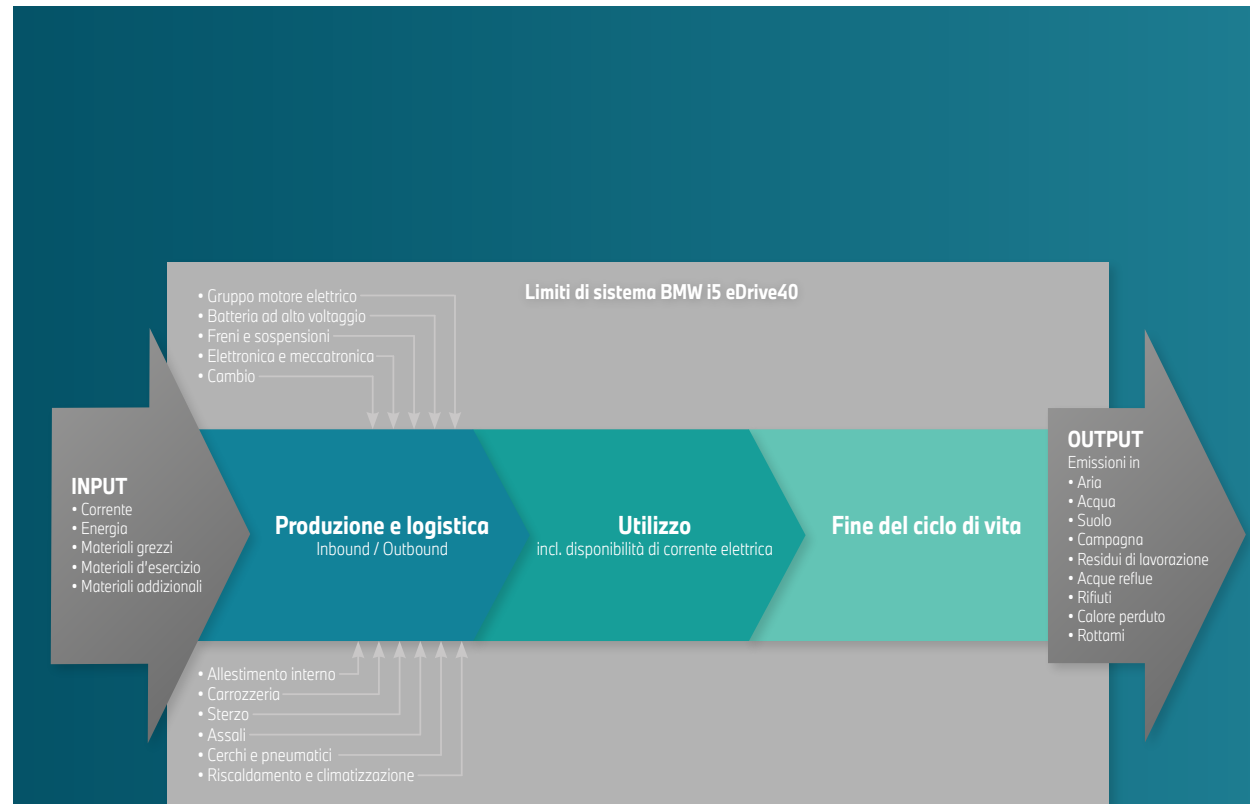 Limiti di sistema BMW i5 eDrive40
• Gruppo motore elettrico
• Batteria ad alto voltaggio
• Freni e sospensioni
• Elettronica e meccatronica
• Cambio
INPUT
• Corrente
• Energia
• Materiali grezzi
• Materiali d'esercizio
• Materiali addizionali
Produzione e logistica
Inbound / Outbound
Utilizzo
incl. disponibilità di corrente elettrica
Fine del ciclo di vita
OUTPUT
Emissioni in
• Aria
• Acqua
• Suolo
• Campagna
• Residui di lavorazione
• Acque reflue
• Rifiuti
• Calore perduto
• Rottami
• Allestimento interno
• Carrozzeria
• Sterzo
• Assali
• Cerchi e pneumatici
• Riscaldamento e climatizzazione